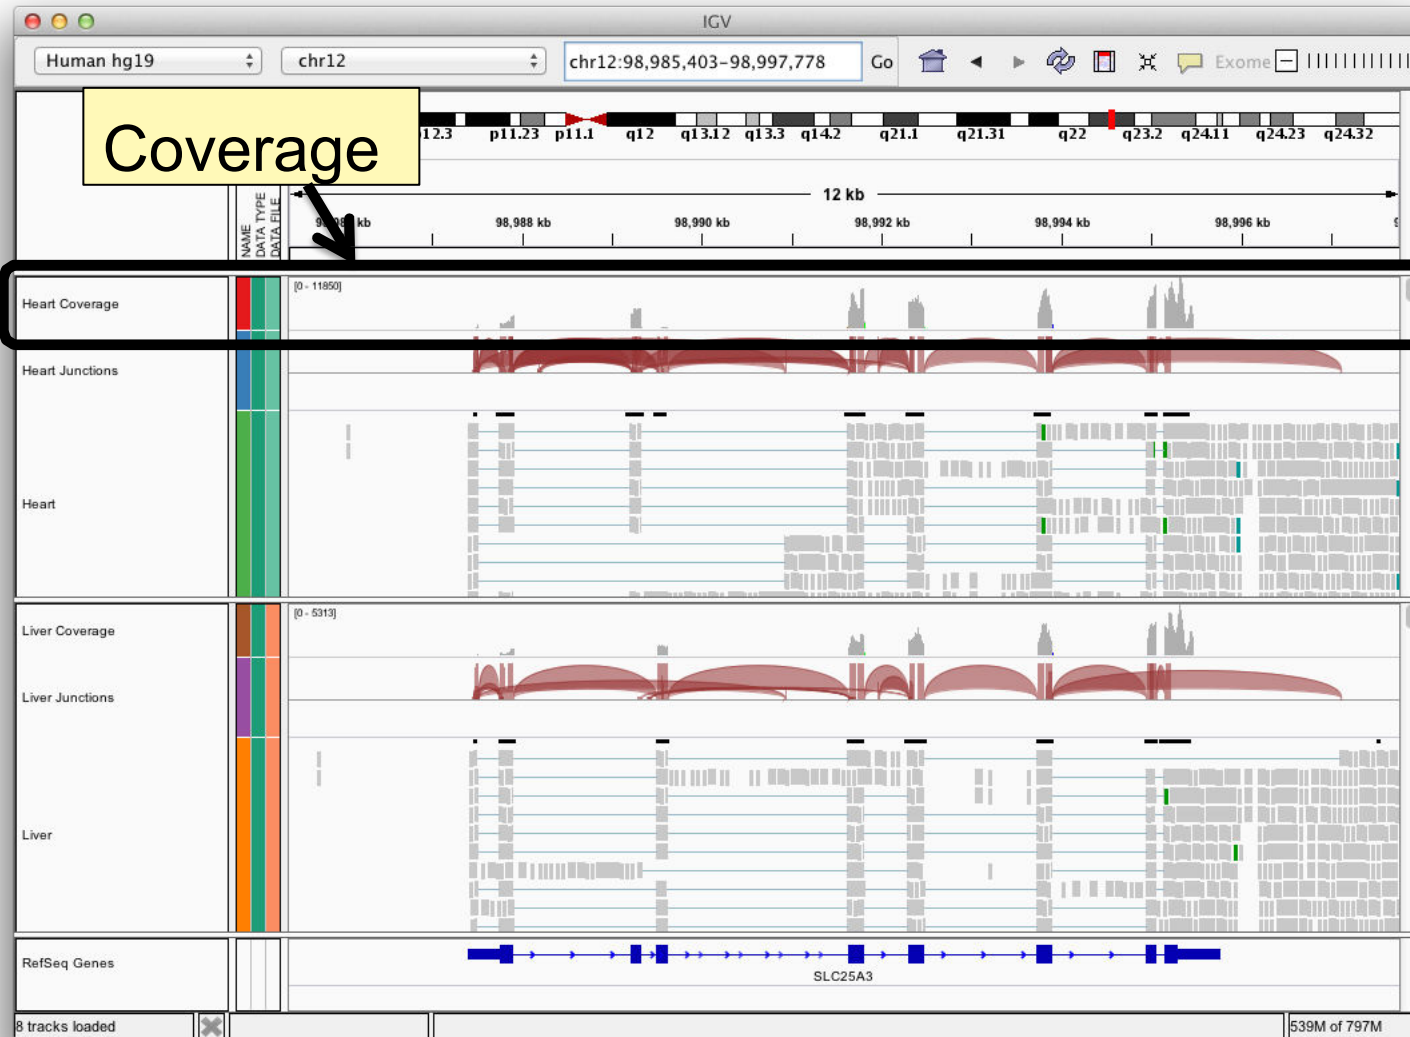 IGV
Human hg19
chr12
chr12:98,985,403-98,997,778
Go
Exome
Coverage
12.3 p11.23 p11.1 q12 q13.12 q13.3 q14.2 q21.1 q21.31 q22 q23.2 q24.11 q24.23 q24.32
12 kb
kb 98,988 kb 98,990 kb 98,992 kb 98,994 kb 98,996 kb
NAME
DATA TYPE
DATA FILE
Heart Coverage
[0 - 11850]
Heart Junctions
Heart
Liver Coverage
[0 - 5313]
Liver Junctions
Liver
RefSeq Genes
SLC25A3
8 tracks loaded
539M of 797M